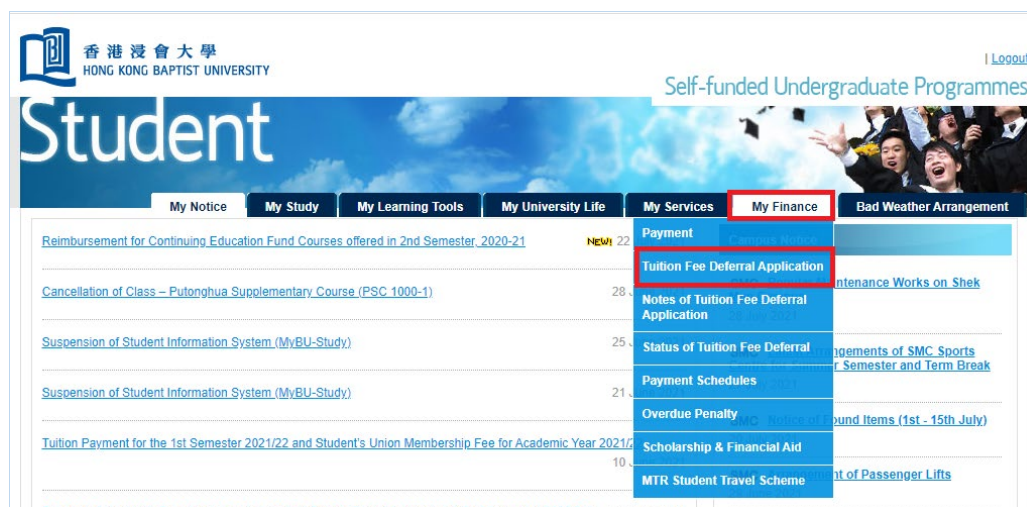 香港浸會大學
HONG KONG BAPTIST UNIVERSITY
| Logout
Self-funded Undergraduate Programmes
Student
My Notice My Study My Learning Tools My University Life My Services My Finance Bad Weather Arrangement
Reimbursement for Continuing Education Fund Courses offered in 2nd Semester, 2020-21 NEW! 22
Cancellation of Class – Putonghua Supplementary Course (PSC 1000-1) 28
Suspension of Student Information System (MyBU-Study) 25
Suspension of Student Information System (MyBU-Study) 21
Tuition Payment for the 1st Semester 2021/22 and Student's Union Membership Fee for Academic Year 2021/
10
Payment
Tuition Fee Deferral Application
Notes of Tuition Fee Deferral
Application
Status of Tuition Fee Deferral
Payment Schedules
Overdue Penalty
Scholarship & Financial Aid
MTR Student Travel Scheme
Campus Notice
Works on Shek
28 July 2021
of SMC Sports
Semester and Term Break
Notice of Found Items (1st - 15th July)
of Passenger Lifts